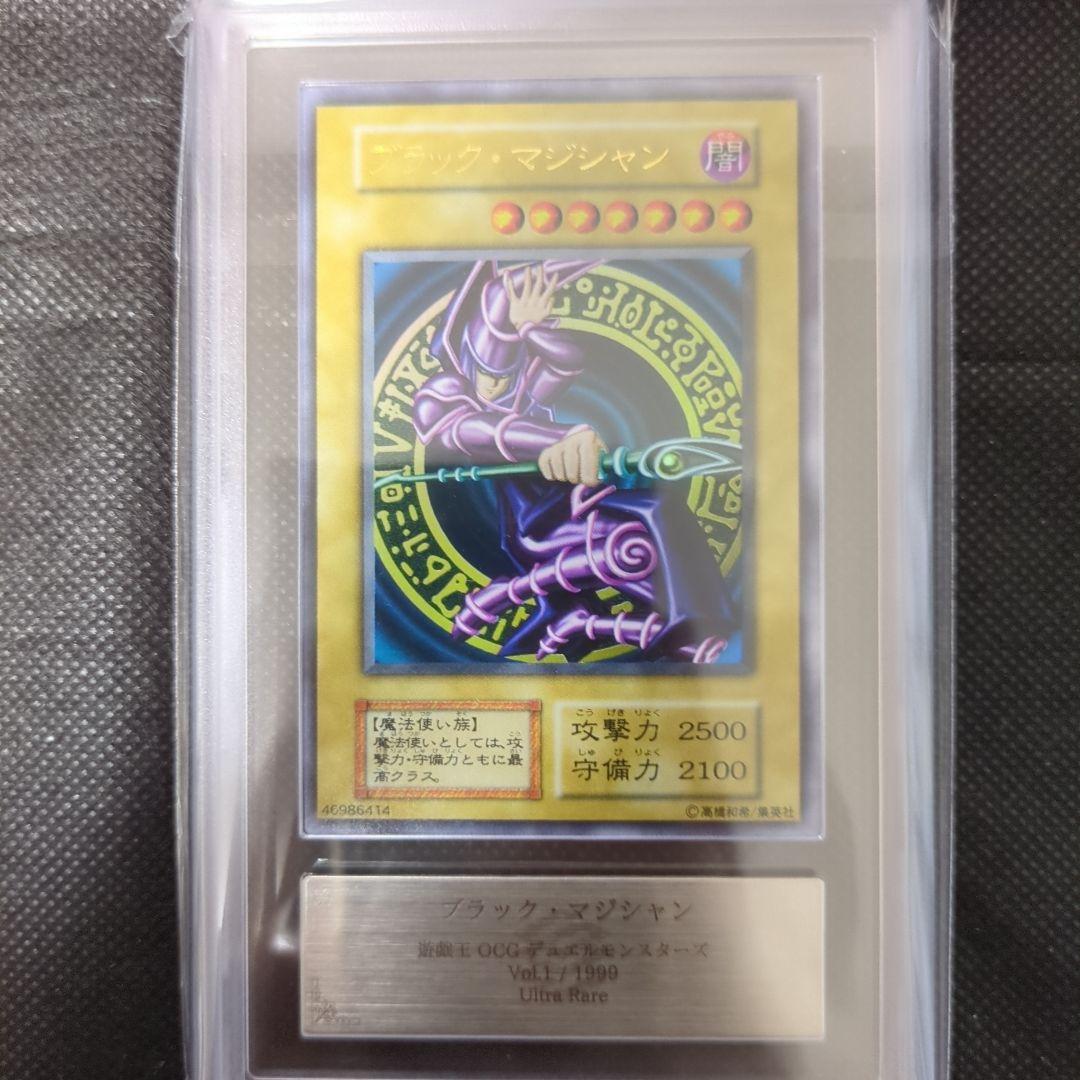 ブラック・マジシャン
闇
【魔法使い族】
魔法使いとしては、攻
撃力・守備力ともに最
高クラス。
こう げき りょく
攻撃力 2500
しゅ び りょく
守備力 2100
46986414
©高橋和希/集英社
ブラック・マジシャン
遊戯王 OCG デュエルモンスターズ
Vol.1 / 1999
Ultra Rare